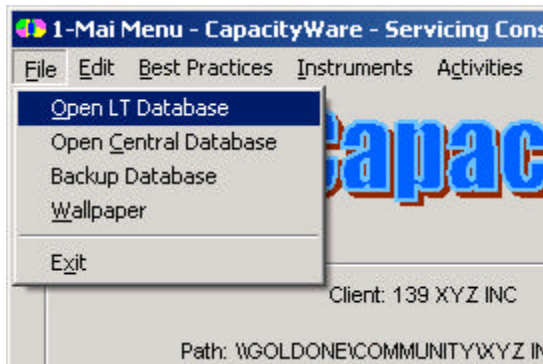 1-Mai Menu - CapacityWare - Servicing Cons
File Edit Best Practices Instruments Activities
Open LT Database
Open Central Database
Backup Database
Wallpaper
Exit
Capac
Client: 139 XYZ INC
Path: \\GOLDONE\COMMUNITY\XYZ IN